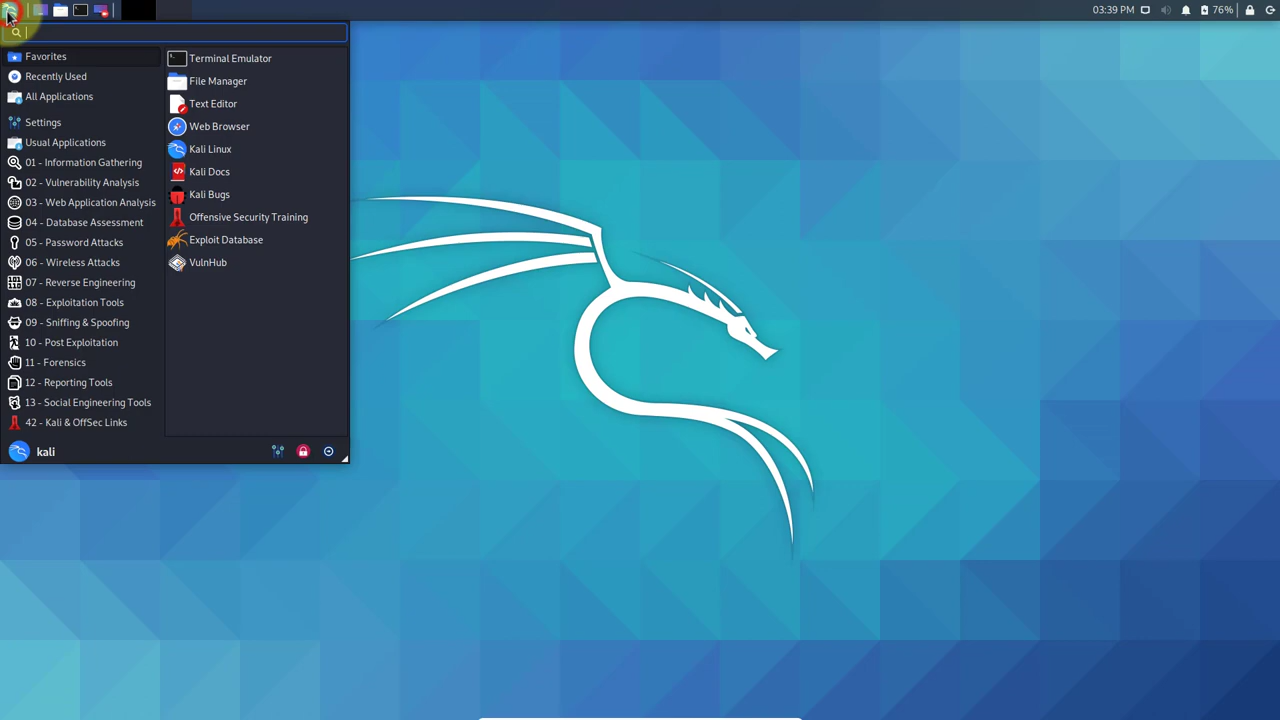 03:39 PM
76%
Favorites
Recently Used
All Applications
Settings
Usual Applications
01 - Information Gathering
02 - Vulnerability Analysis
03 - Web Application Analysis
04 - Database Assessment
05 - Password Attacks
06 - Wireless Attacks
07 - Reverse Engineering
08 - Exploitation Tools
09 - Sniffing & Spoofing
10 - Post Exploitation
11 - Forensics
12 - Reporting Tools
13 - Social Engineering Tools
42 - Kali & OffSec Links
Terminal Emulator
File Manager
Text Editor
Web Browser
Kali Linux
Kali Docs
Kali Bugs
Offensive Security Training
Exploit Database
VulnHub
kali